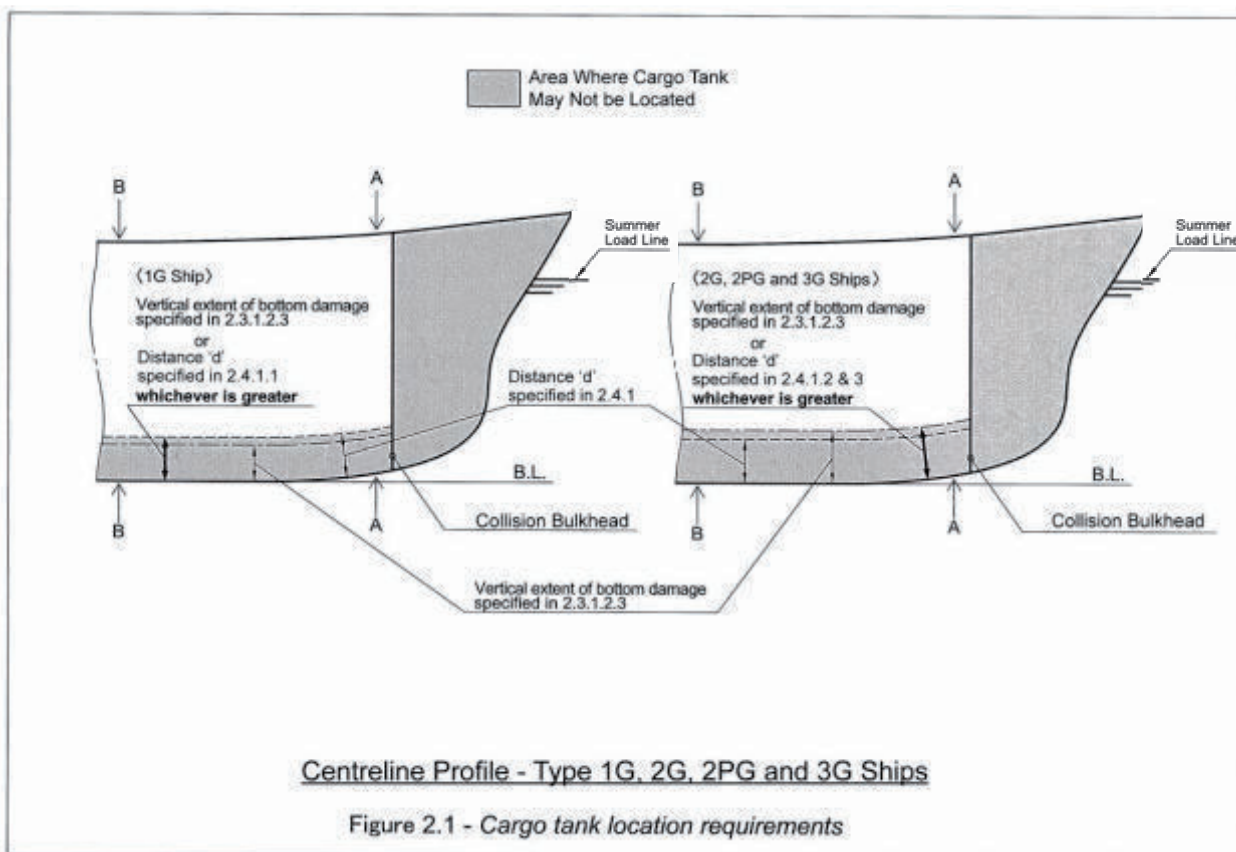 Area Where Cargo Tank
May Not be Located
B
A
B
A
Summer
Load Line
Summer
Load Line
(1G Ship)
Vertical extent of bottom damage
specified in 2.3.1.2.3
or
Distance 'd'
specified in 2.4.1.1
whichever is greater
Distance 'd'
specified in 2.4.1
(2G, 2PG and 3G Ships)
Vertical extent of bottom damage
specified in 2.3.1.2.3
or
Distance 'd'
specified in 2.4.1.2 & 3
whichever is greater
B.L.
B.L.
B
A
Collision Bulkhead
B
A
Collision Bulkhead
Vertical extent of bottom damage
specified in 2.3.1.2.3
Centreline Profile - Type 1G, 2G, 2PG and 3G Ships
Figure 2.1 - Cargo tank location requirements